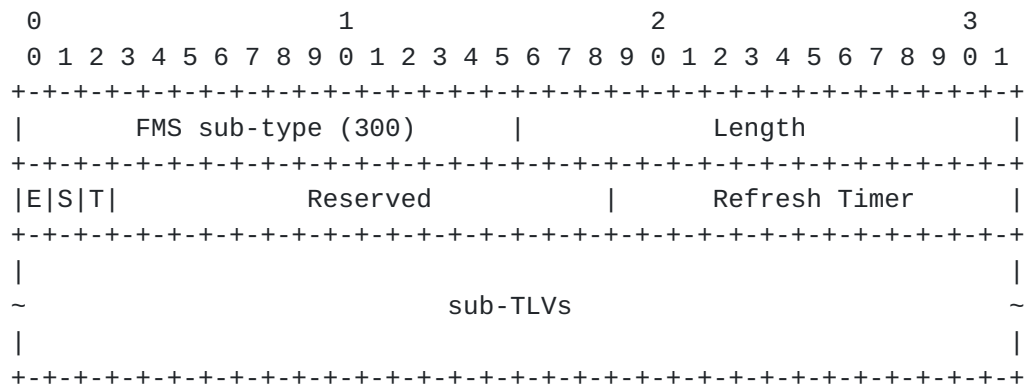 0                   1                   2                   3
 0 1 2 3 4 5 6 7 8 9 0 1 2 3 4 5 6 7 8 9 0 1 2 3 4 5 6 7 8 9 0 1
+-+-+-+-+-+-+-+-+-+-+-+-+-+-+-+-+-+-+-+-+-+-+-+-+-+-+-+-+-+-+-+-+
|       FMS sub-type (300)      |            Length             |
+-+-+-+-+-+-+-+-+-+-+-+-+-+-+-+-+-+-+-+-+-+-+-+-+-+-+-+-+-+-+-+-+
|E|S|T|            Reserved           |      Refresh Timer      |
+-+-+-+-+-+-+-+-+-+-+-+-+-+-+-+-+-+-+-+-+-+-+-+-+-+-+-+-+-+-+-+-+
|                                                               |
~                           sub-TLVs                            ~
|                                                               |
+-+-+-+-+-+-+-+-+-+-+-+-+-+-+-+-+-+-+-+-+-+-+-+-+-+-+-+-+-+-+-+-+